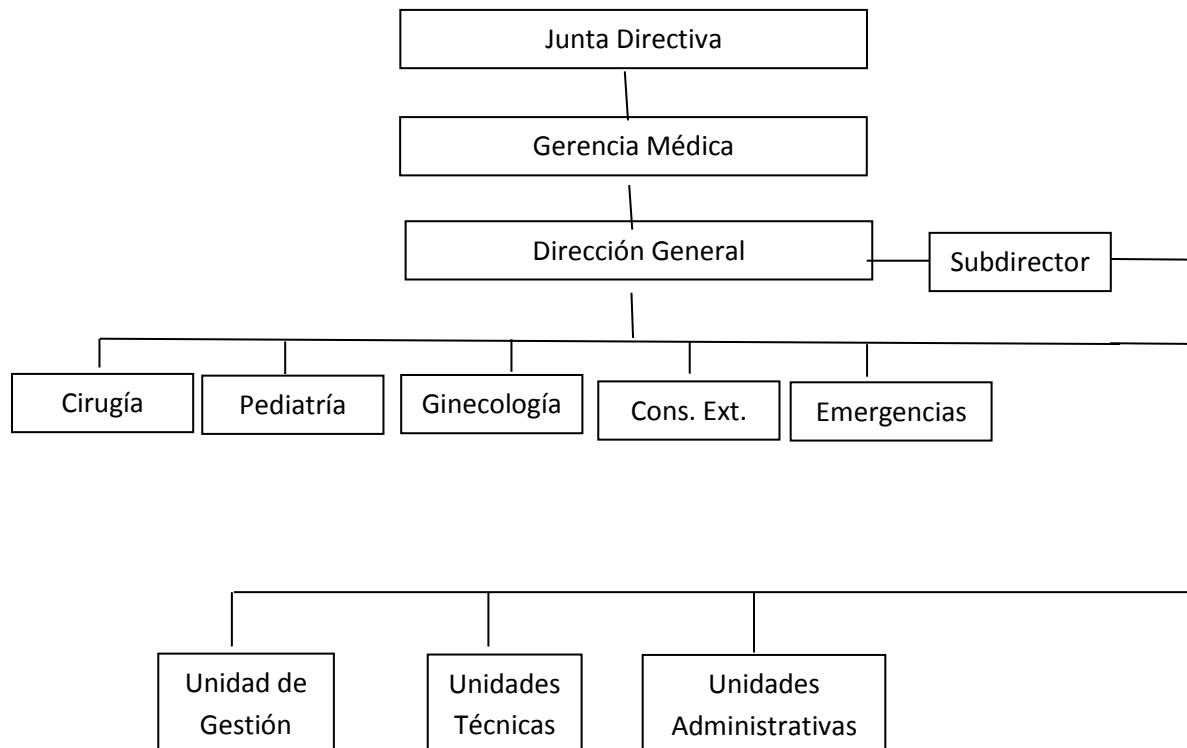 Junta Directiva
Gerencia Médica
Dirección General
Subdirector
Cirugía
Pediatría
Ginecología
Cons. Ext.
Emergencias
Unidad de
Gestión
Unidades
Técnicas
Unidades
Administrativas